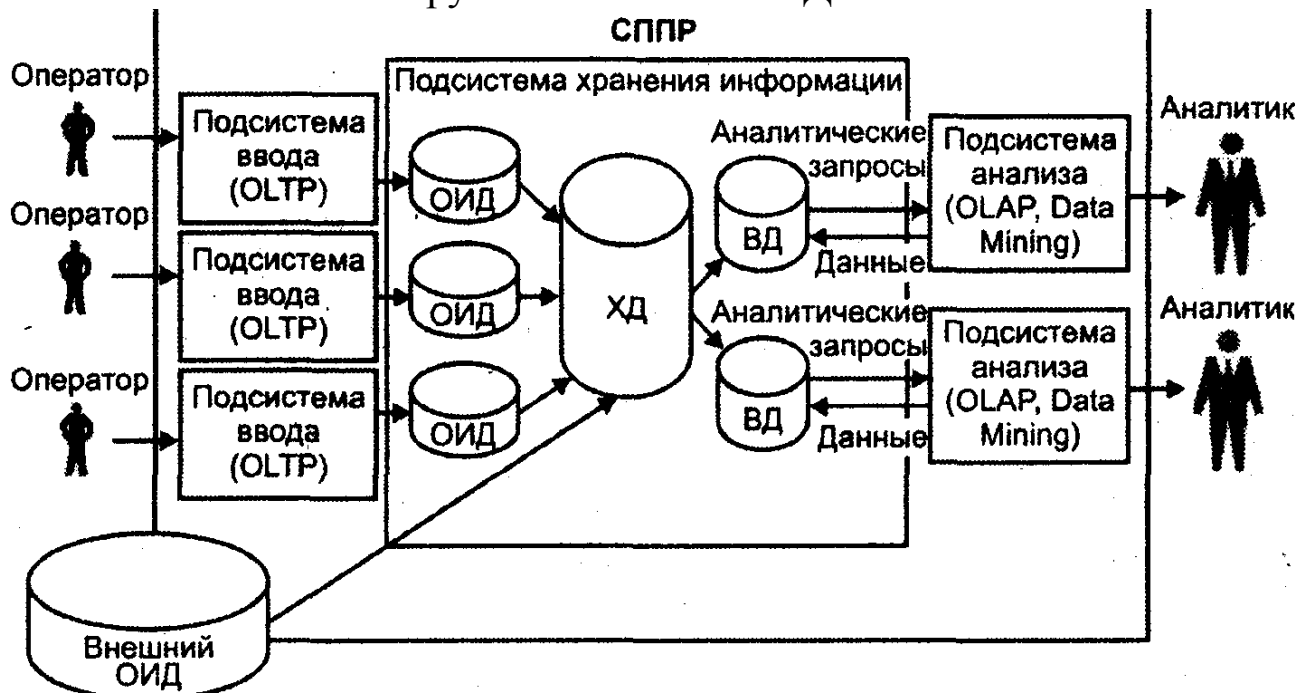 СППР
Оператор
Подсистема хранения информации
Аналитик
Подсистема
ввода
(OLTP)
ОИД
Аналитические
запросы
Подсистема
анализа
(OLAP, Data
Mining)
ВД
Данные
Оператор
Подсистема
ввода
(OLTP)
ОИД
ХД
Аналитические
запросы
Подсистема
анализа
(OLAP, Data
Mining)
Аналитик
ВД
Данные
Оператор
Подсистема
ввода
(OLTP)
ОИД
Внешний
ОИД